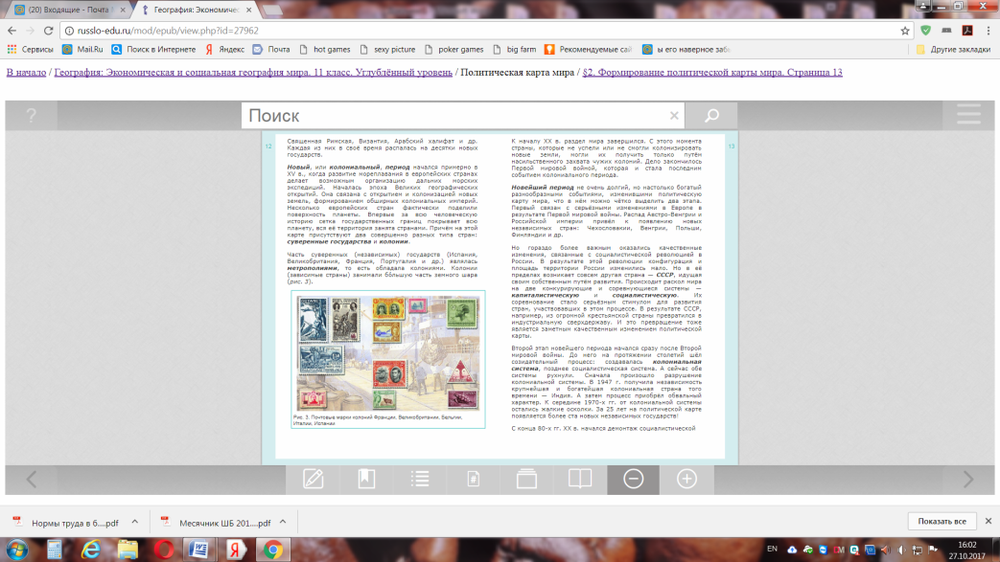 (20) Входящие - Почта
География: Экономичес
russlo-edu.ru/mod/epub/view.php?id=27962
Сервисы Mail.Ru Поиск в Интернете Яндекс Почта hot games sexy picture poker games big farm Рекомендуемые сай ы его наверное заб Другие закладки
В начало / География: Экономическая и социальная география мира. 11 класс. Углублённый уровень / Политическая карта мира / §2. Формирование политической карты мира. Страница 13
?
Поиск
12
Священная Римская, Византия, Арабский халифат и др.
Каждая из них в своё время распалась на десятки новых
государств.
Новый, или колониальный, период начался примерно в
XV в., когда развитие мореплавания в европейских странах
делает возможным организацию дальних морских
экспедиций. Началась эпоха Великих географических
открытий. Она связана с открытием и колонизацией новых
земель, формированием обширных колониальных империй.
Несколько европейских стран фактически поделили
поверхность планеты. Впервые за всю человеческую
историю сетка государственных границ покрывает всю
планету, вся её территория занята странами. Причём на этой
карте присутствуют два совершенно разных типа стран:
суверенные государства и колонии.
Часть суверенных (независимых) государств (Испания,
Великобритания, Франция, Португалия и др.) являлась
метрополиями, то есть обладала колониями. Колонии
(зависимые страны) занимали бо́льшую часть земного шара
(рис. 3).
Рис. 3. Почтовые марки колоний Франции, Великобритании, Бельгии,
Италии, Испании
13
К началу XX в. раздел мира завершился. С этого момента
страны, которые не успели или не смогли колонизировать
новые земли, могли их получить только путём
насильственного захвата чужих колоний. Дело закончилось
Первой мировой войной, которая и стала последним
событием колониального периода.
Новейший период не очень долгий, но настолько богатый
разнообразными событиями, изменившими политическую
карту мира, что в нём можно чётко выделить два этапа.
Первый связан с серьёзными изменениями в Европе в
результате Первой мировой войны. Распад Австро-Венгрии и
Российской империи привёл к появлению новых
независимых стран: Чехословакии, Венгрии, Польши,
Финляндии и др.
Но гораздо более важным оказались качественные
изменения, связанные с социалистической революцией в
России. В результате этой революции конфигурация и
площадь территории России изменились мало. Но в её
пределах возникает совсем другая страна — СССР, идущая
своим собственным путём развития. Происходит раскол мира
на две конкурирующие и соревнующиеся системы —
капиталистическую и социалистическую. Их
соревнование стало серьёзным стимулом для развития
стран, участвовавших в этом процессе. В результате СССР,
например, из огромной крестьянской страны превратился в
индустриальную сверхдержаву. И это превращение тоже
является заметным качественным изменением политической
карты.
Второй этап новейшего периода начался сразу после Второй
мировой войны. До него на протяжении столетий шёл
созидательный процесс: создавалась колониальная
система, позднее социалистическая система. А сейчас обе
системы рухнули. Сначала произошло разрушение
колониальной системы. В 1947 г. получила независимость
крупнейшая и богатейшая колониальная страна того
времени — Индия. А затем процесс приобрёл обвальный
характер. К середине 1970-х гг. от колониальной системы
остались жалкие осколки. За 25 лет на политической карте
появляется более ста новых независимых государств!
С конца 80-х гг. XX в. начался демонтаж социалистической
Нормы труда в б....pdf
Месячник ШБ 201....pdf
Показать все
EN
16:02
27.10.2017